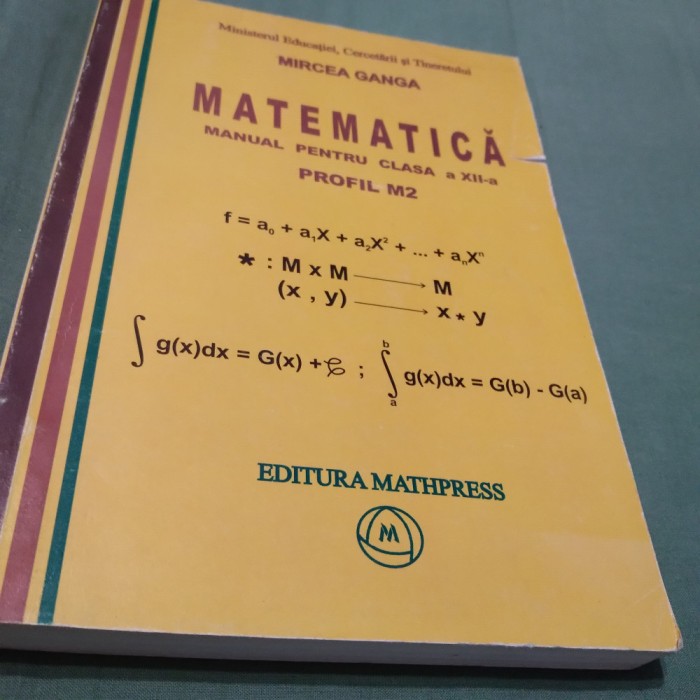 Ministerul Educației, Cercetării și Tineretului
MIRCEA GANGA
MATEMATICĂ
MANUAL PENTRU CLASA a XII-a
PROFIL M2
f = a₀ + a₁X + a₂X² + ... + aₙXⁿ
* : M x M ⟶ M
(x , y) ⟶ x * y
∫ g(x)dx = G(x) + 𝒞 ; ∫ₐᵇ g(x)dx = G(b) - G(a)
EDITURA MATHPRESS
M